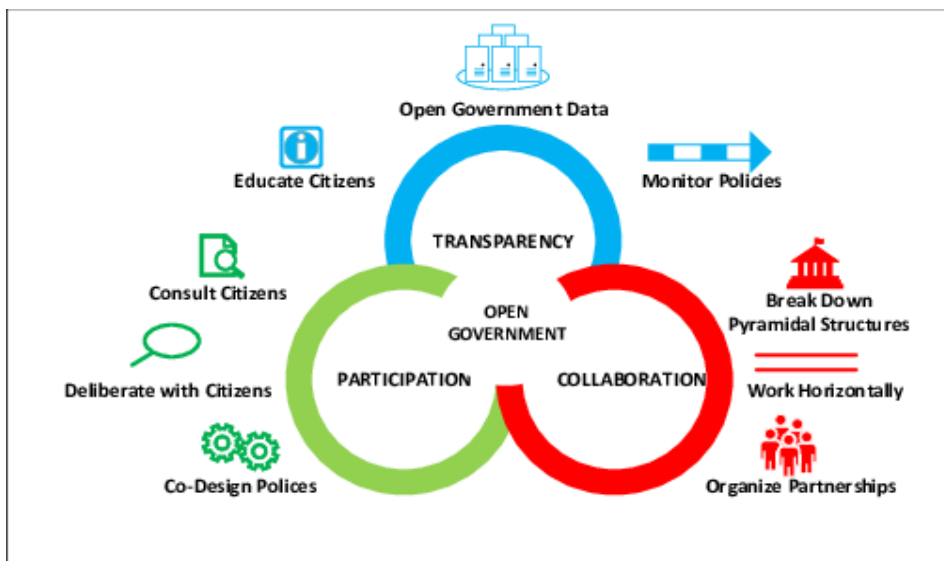 Open Government Data
Educate Citizens
Monitor Policies
TRANSPARENCY
Consult Citizens
Break Down
Pyramidal Structures
OPEN
GOVERNMENT
Deliberate with Citizens
PARTICIPATION
COLLABORATION
Work Horizontally
Co-Design Polices
Organize Partnerships